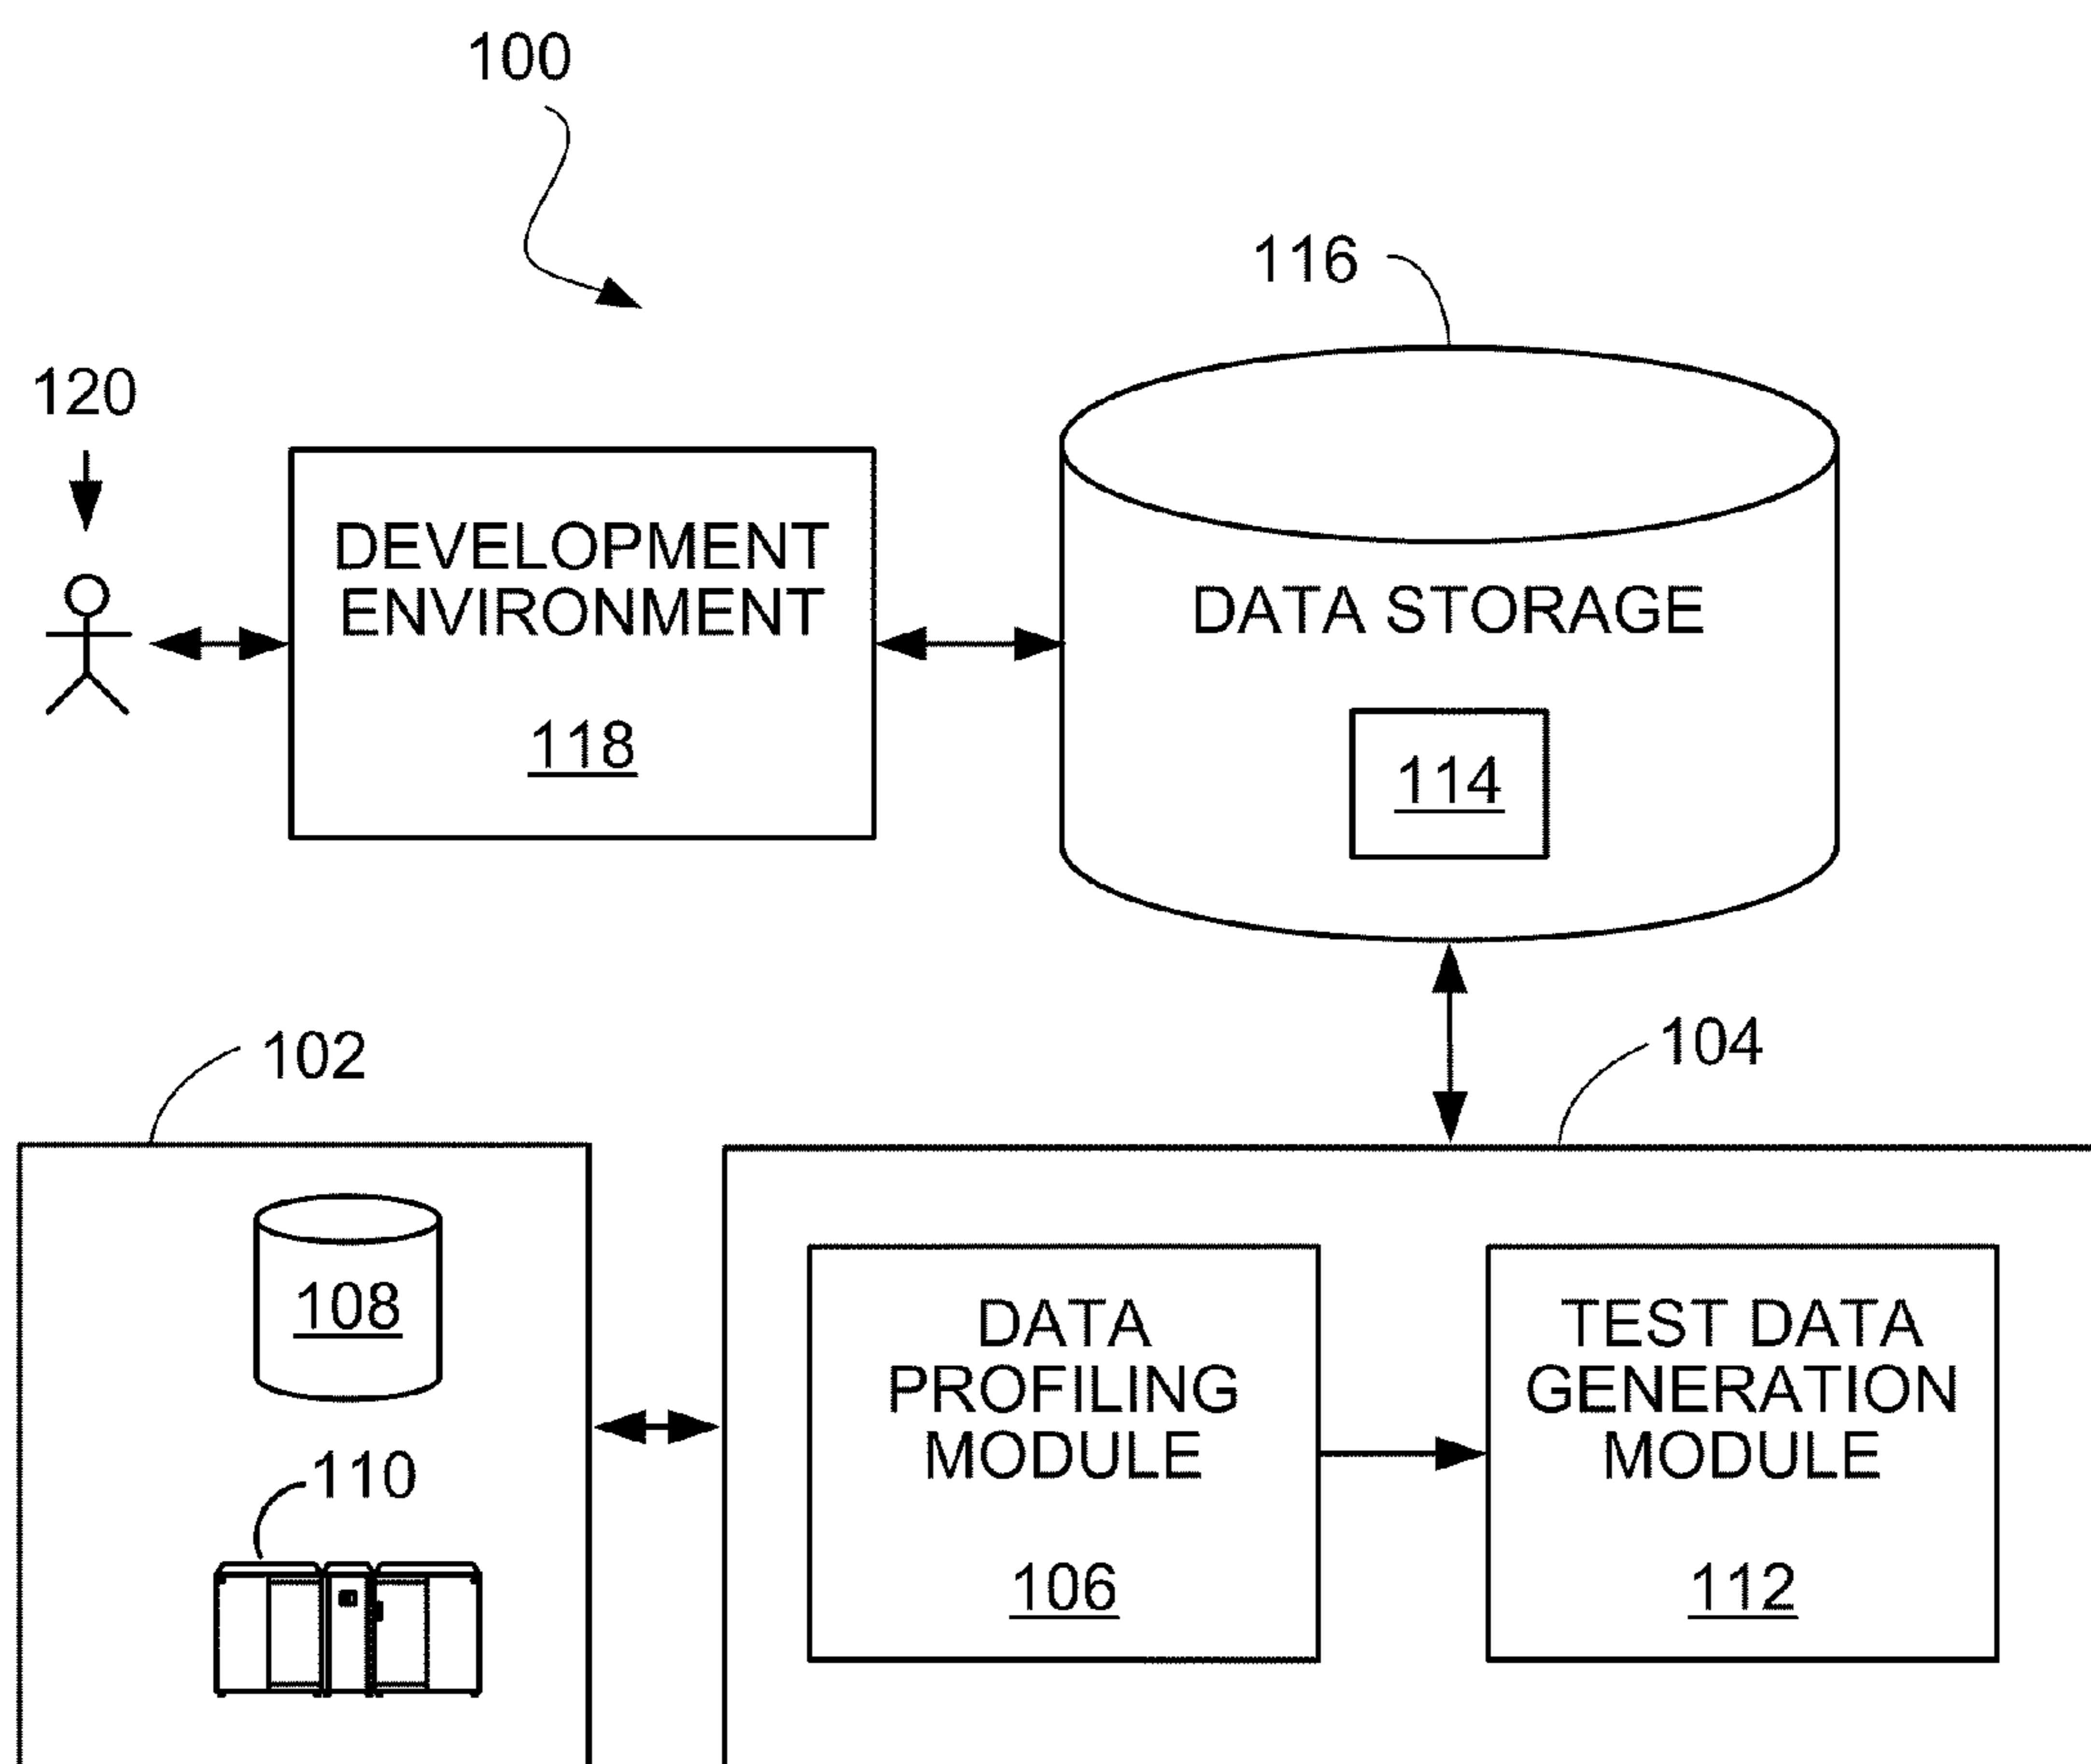 100
116
120
DEVELOPMENT
ENVIRONMENT
118
DATA STORAGE
114
102
104
108
110
DATA
PROFILING
MODULE
106
TEST DATA
GENERATION
MODULE
112